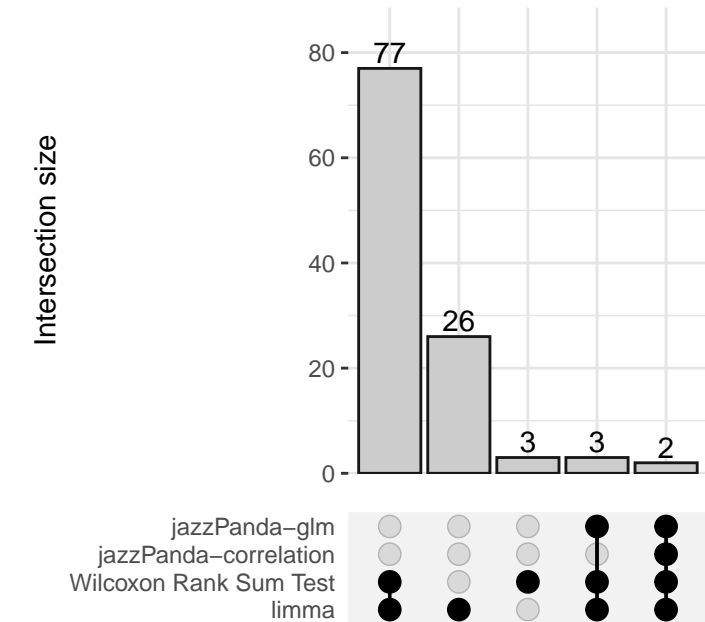 Intersection size
80
60
40
20
0
77
26
3
3
2
jazzPanda−glm
jazzPanda−correlation
Wilcoxon Rank Sum Test
limma